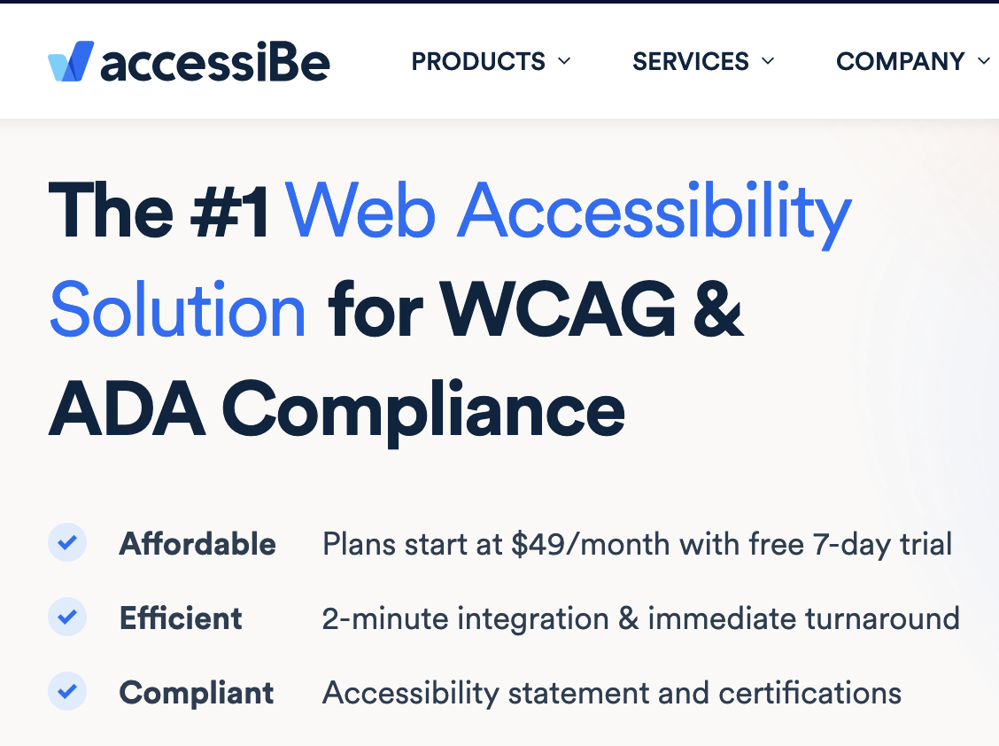 accessiBe PRODUCTS SERVICES COMPANY
The #1 Web Accessibility
Solution for WCAG &
ADA Compliance
Affordable Plans start at $49/month with free 7-day trial
Efficient 2-minute integration & immediate turnaround
Compliant Accessibility statement and certifications